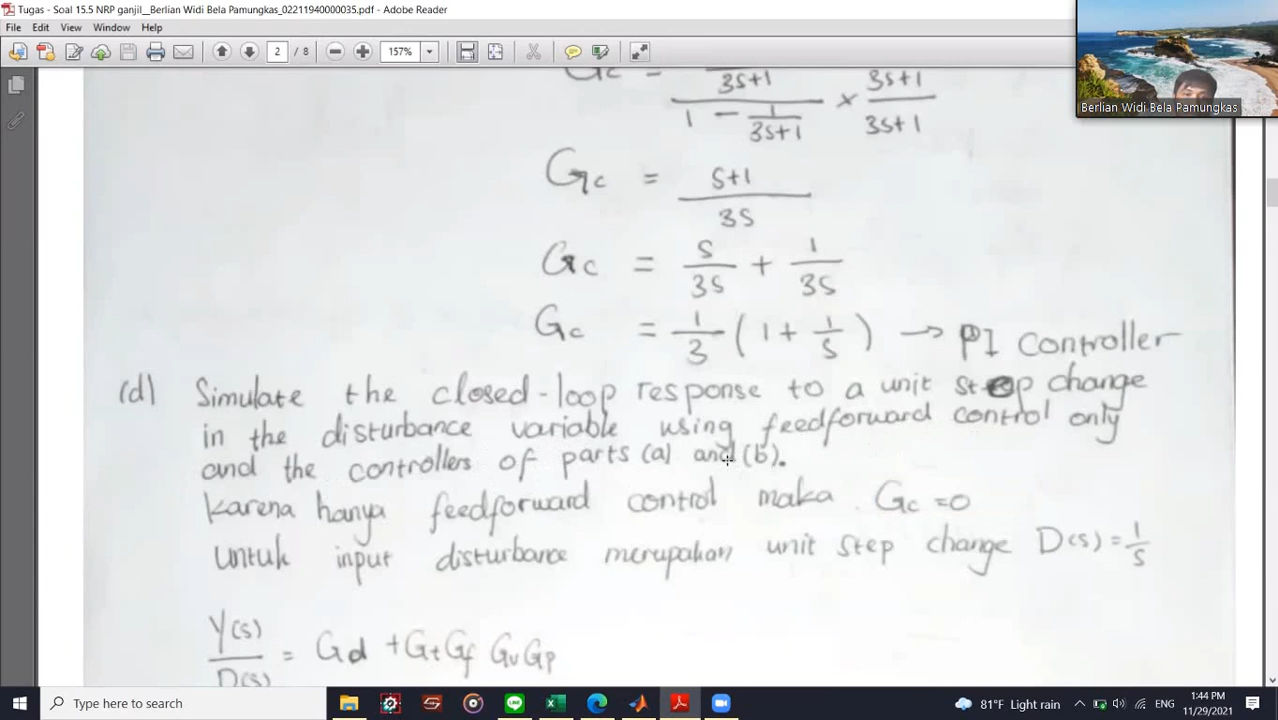 Tugas - Soal 15.5 NRP ganjil__Berlian Widi Bela Pamungkas_02211940000035.pdf - Adobe Reader
File Edit View Window Help
2 / 8 157%
Berlian Widi Bela Pamungkas
Gc = 3s+1 / 1 - 1/3s+1 × 3s+1/3s+1
Gc = s+1 / 3s
Gc = s/3s + 1/3s
Gc = 1/3 ( 1 + 1/s ) → PI Controller
(d) Simulate the closed-loop response to a unit step change
in the disturbance variable using feedforward control only
and the controllers of parts (a) and (b).
Karena hanya feedforward control maka Gc =0
Untuk input disturbance merupakan unit step change D(s) = 1/s
Y(s)/D(s) = Gd + GtGf GvGp
Type here to search
81°F Light rain
ENG
1:44 PM
11/29/2021